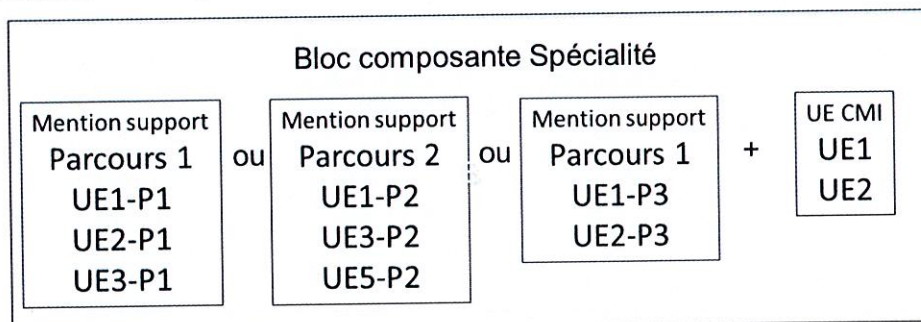 Bloc composante Spécialité
Mention support
Parcours 1
UE1-P1
UE2-P1
UE3-P1
ou
Mention support
Parcours 2
UE1-P2
UE3-P2
UE5-P2
ou
Mention support
Parcours 1
UE1-P3
UE2-P3
+
UE CMI
UE1
UE2